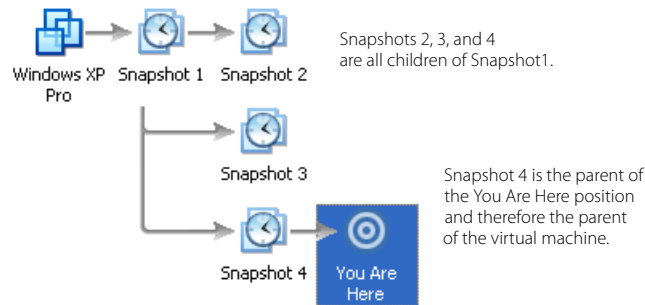 Windows XP
Pro
Snapshot 1
Snapshot 2
Snapshots 2, 3, and 4
are all children of Snapshot1.
Snapshot 3
Snapshot 4
You Are
Here
Snapshot 4 is the parent of
the You Are Here position
and therefore the parent
of the virtual machine.